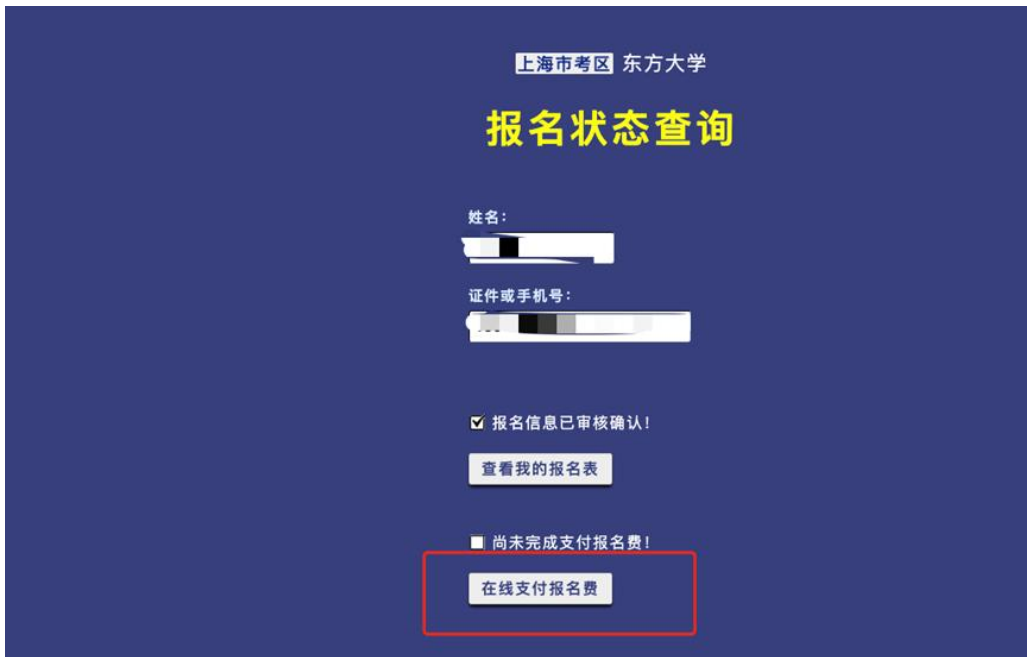 上海市考区 东方大学
报名状态查询
姓名：
证件或手机号：
报名信息已审核确认！
查看我的报名表
尚未完成支付报名费！
在线支付报名费